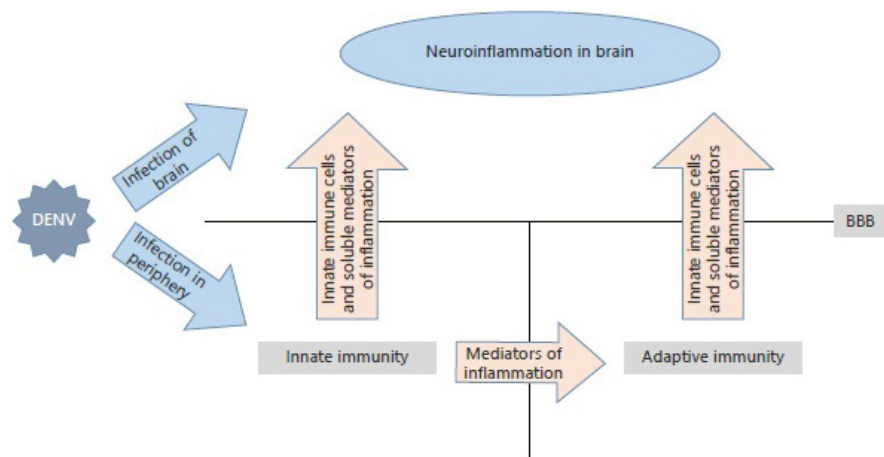 Neuroinflammation in brain
Infection of
brain
DENV
Infection in
periphery
Innate immune cells
and soluble mediators
of inflammation
Innate immune cells
and soluble mediators
of inflammation
BBB
Innate immunity
Mediators of
inflammation
Adaptive immunity